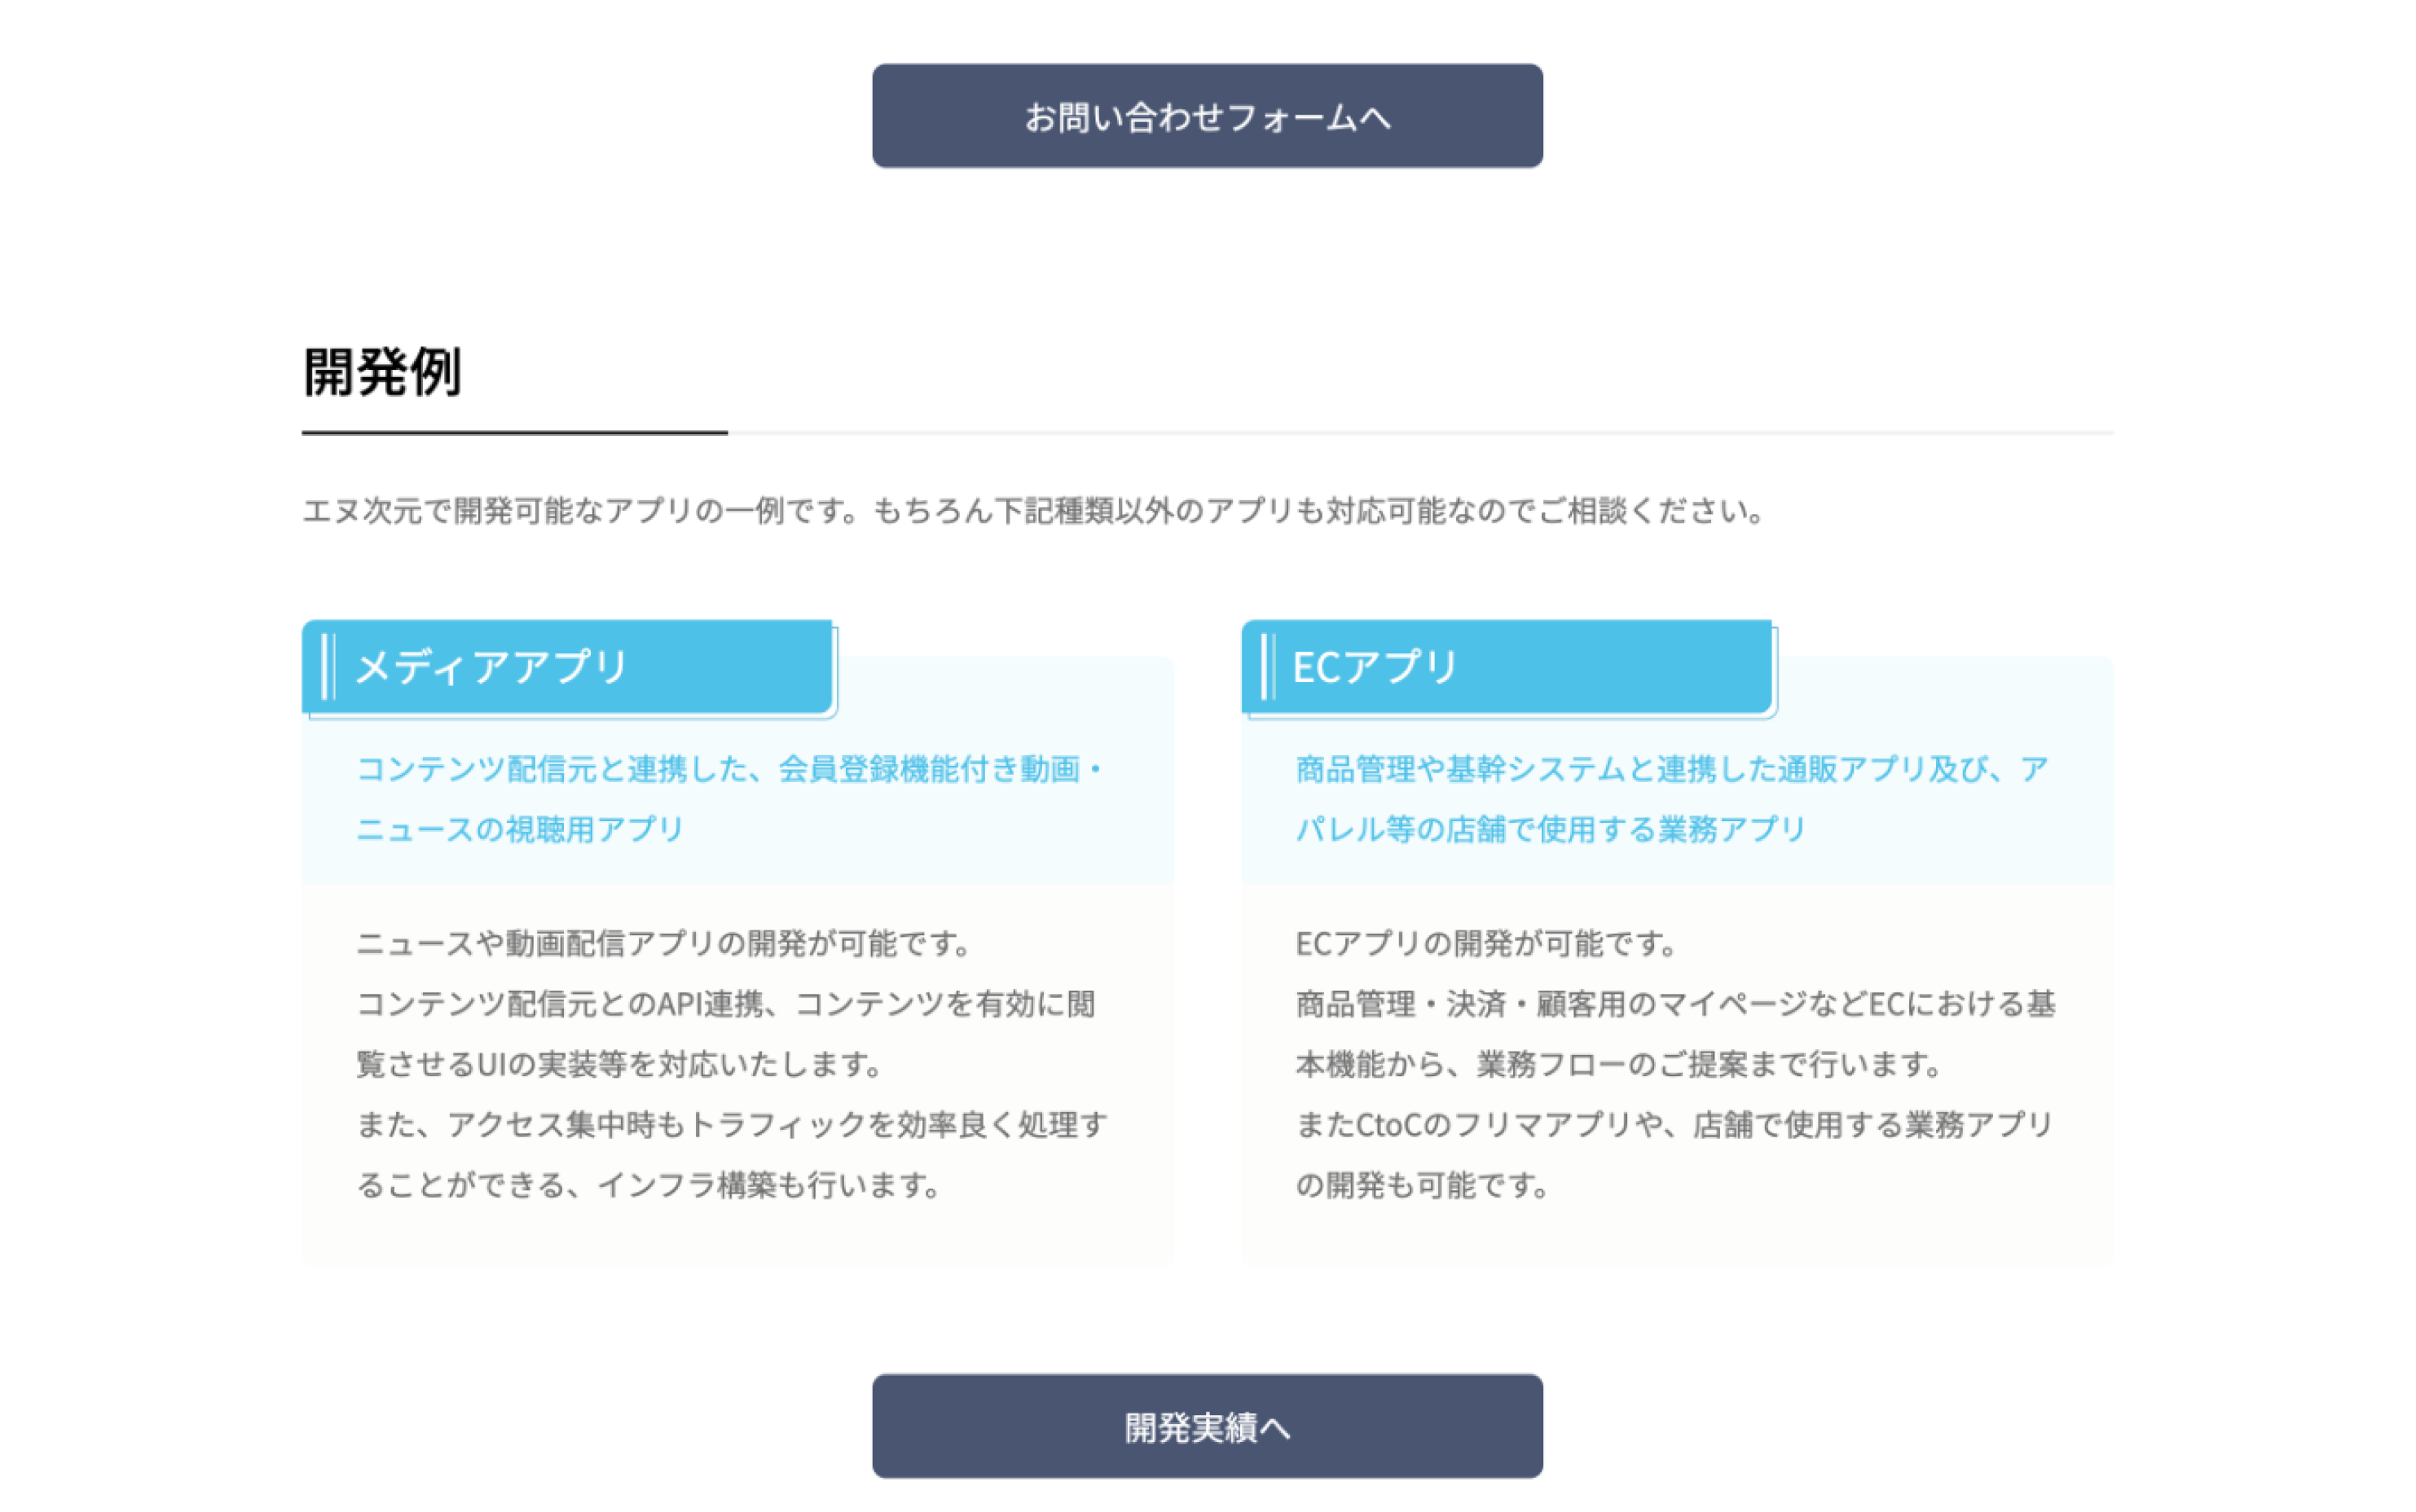 お問い合わせフォームへ
開発例
エヌ次元で開発可能なアプリの一例です。もちろん下記種類以外のアプリも対応可能なのでご相談ください。
メディアアプリ
コンテンツ配信元と連携した、会員登録機能付き動画・
ニュースの視聴用アプリ
ニュースや動画配信アプリの開発が可能です。
コンテンツ配信元とのAPI連携、コンテンツを有効に閲
覧させるUIの実装等を対応いたします。
また、アクセス集中時もトラフィックを効率良く処理す
ることができる、インフラ構築も行います。
ECアプリ
商品管理や基幹システムと連携した通販アプリ及び、ア
パレル等の店舗で使用する業務アプリ
ECアプリの開発が可能です。
商品管理・決済・顧客用のマイページなどECにおける基
本機能から、業務フローのご提案まで行います。
またCtoCのフリマアプリや、店舗で使用する業務アプリ
の開発も可能です。
開発実績へ